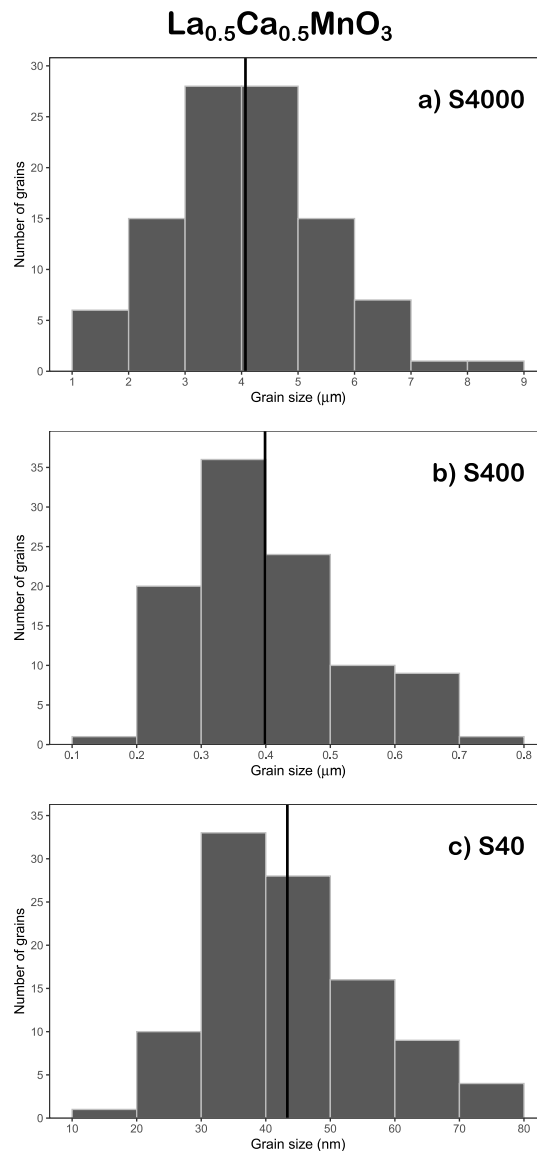 La₀.₅Ca₀.₅MnO₃
a) S4000
Number of grains
30
25
20
15
10
5
0
1 2 3 4 5 6 7 8 9
Grain size (μm)
b) S400
Number of grains
35
30
25
20
15
10
5
0
0.1 0.2 0.3 0.4 0.5 0.6 0.7 0.8
Grain size (μm)
c) S40
Number of grains
35
30
25
20
15
10
5
0
10 20 30 40 50 60 70 80
Grain size (nm)